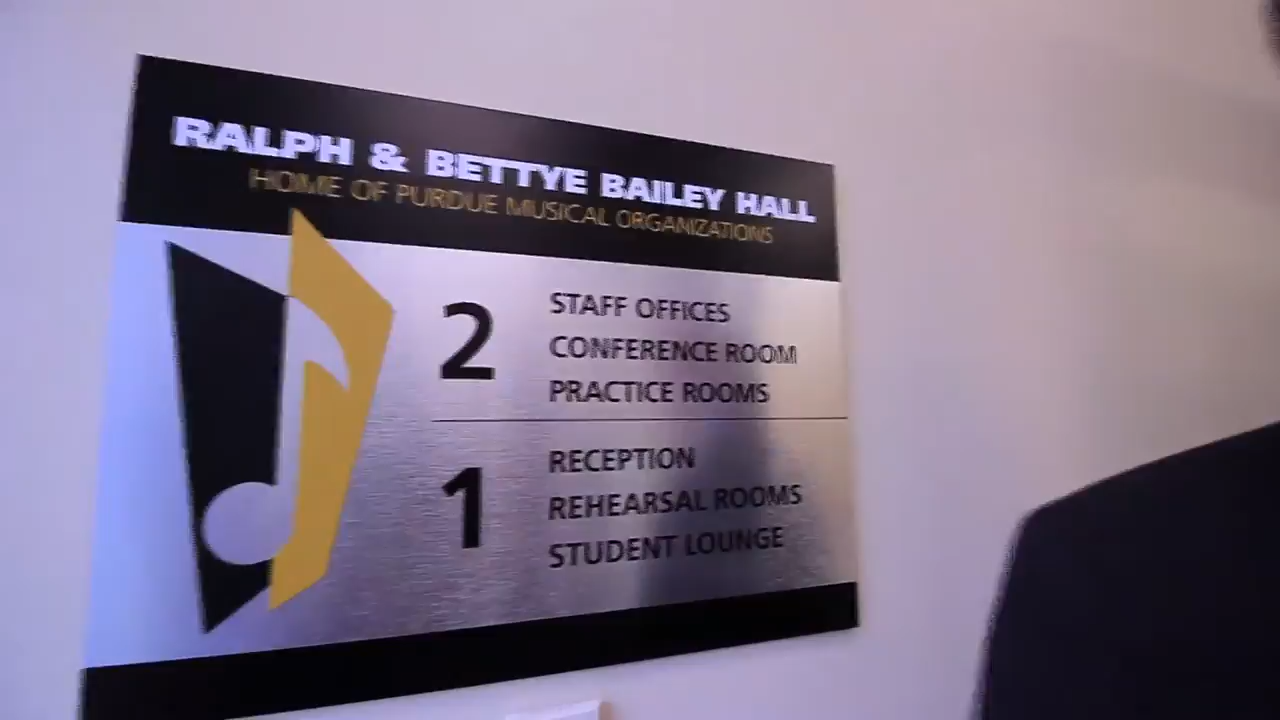 RALPH & BETTYE BAILEY HALL
HOME OF PURDUE MUSICAL ORGANIZATIONS
2
STAFF OFFICES
CONFERENCE ROOM
PRACTICE ROOMS
1
RECEPTION
REHEARSAL ROOMS
STUDENT LOUNGE